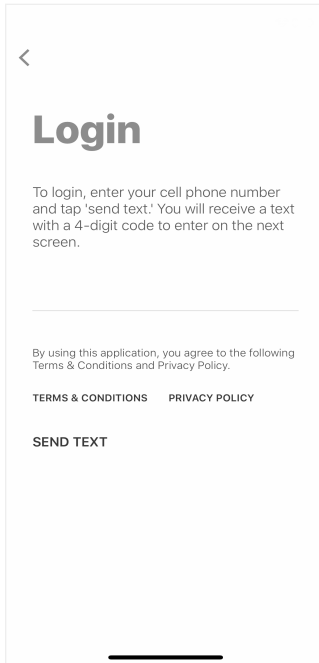 Login
To login, enter your cell phone number
and tap 'send text.' You will receive a text
with a 4-digit code to enter on the next
screen.
By using this application, you agree to the following
Terms & Conditions and Privacy Policy.
TERMS & CONDITIONS PRIVACY POLICY
SEND TEXT